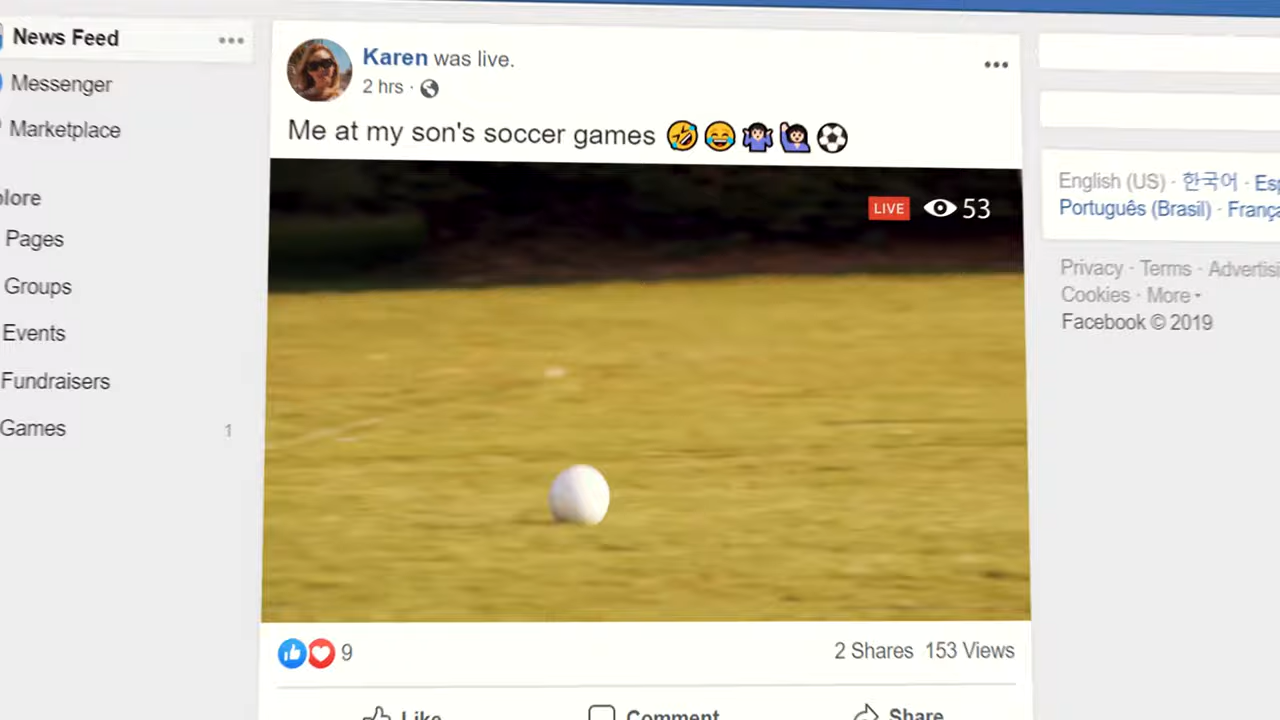 News Feed
Messenger
Marketplace
plore
Pages
Groups
Events
Fundraisers
Games 1
Karen was live.
2 hrs ·
Me at my son's soccer games 🤣😂🤷🏻‍♀️🙋🏻‍♀️⚽
LIVE 53
9
2 Shares 153 Views
Like Comment Share
English (US) · 한국어 · Esp
Português (Brasil) · França
Privacy · Terms · Advertisi
Cookies · More
Facebook © 2019